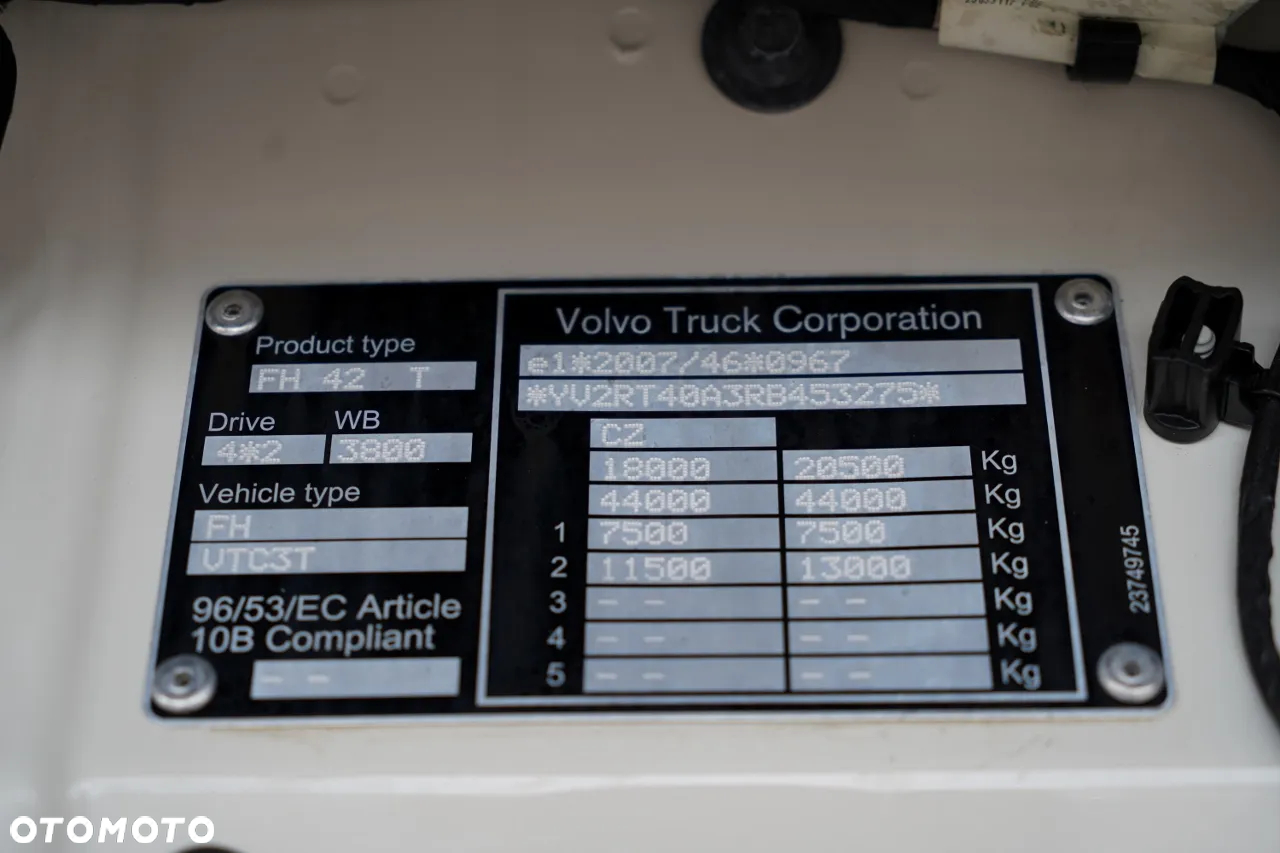 Product type
FH 42 T
Drive WB
4*2 3800
Vehicle type
FH
VTC3T
96/53/EC Article
10B Compliant
- -
Volvo Truck Corporation
e1*2007/46*0967
*YV2RT40A3RB453275*
CZ
18000 20500 Kg
44000 44000 Kg
1 7500 7500 Kg
2 11500 13000 Kg
3 - - - - Kg
4 - - - - Kg
5 - - - - Kg
23749745
OTOMOTO